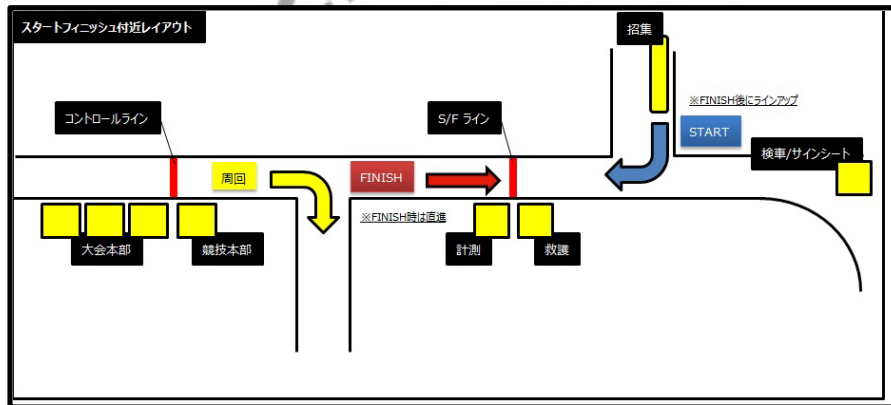 スタートフィニッシュ付近レイアウト
招集
※FINISH後にラインアップ
コントロールライン
S/F ライン
START
検車/サインシート
周回
FINISH
※FINISH時は直進
大会本部
競技本部
計測
救護